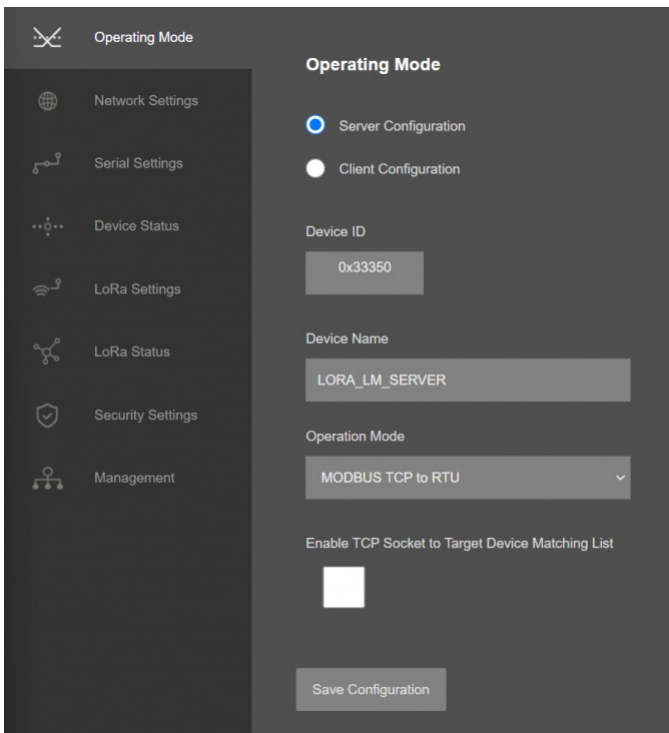 Operating Mode
Network Settings
Serial Settings
Device Status
LoRa Settings
LoRa Status
Security Settings
Management
Operating Mode
Server Configuration
Client Configuration
Device ID
0x33350
Device Name
LORA_LM_SERVER
Operation Mode
MODBUS TCP to RTU
Enable TCP Socket to Target Device Matching List
Save Configuration